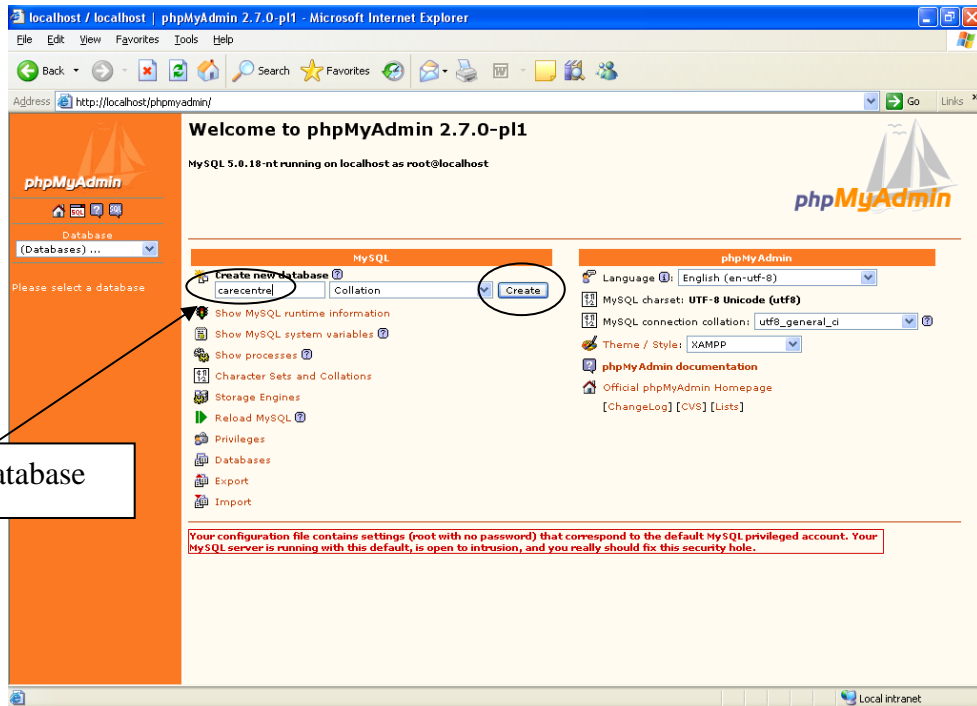 localhost / localhost | phpMyAdmin 2.7.0-pl1 - Microsoft Internet Explorer
File Edit View Favorites Tools Help
Back Search Favorites
Address http://localhost/phpmyadmin/ Go Links
phpMyAdmin
SQL SQL
Database
(Databases) ...
Please select a database
Welcome to phpMyAdmin 2.7.0-pl1
MySQL 5.0.18-nt running on localhost as root@localhost
phpMyAdmin
MySQL
Create new database
carecentre Collation Create
Show MySQL runtime information
Show MySQL system variables
Show processes
Character Sets and Collations
Storage Engines
Reload MySQL
Privileges
Databases
Export
Import
phpMyAdmin
Language : English (en-utf-8)
MySQL charset: UTF-8 Unicode (utf8)
MySQL connection collation: utf8_general_ci
Theme / Style: XAMPP
phpMyAdmin documentation
Official phpMyAdmin Homepage
[ChangeLog] [CVS] [Lists]
atabase
Your configuration file contains settings (root with no password) that correspond to the default MySQL privileged account. Your
MySQL server is running with this default, is open to intrusion, and you really should fix this security hole.
Local intranet